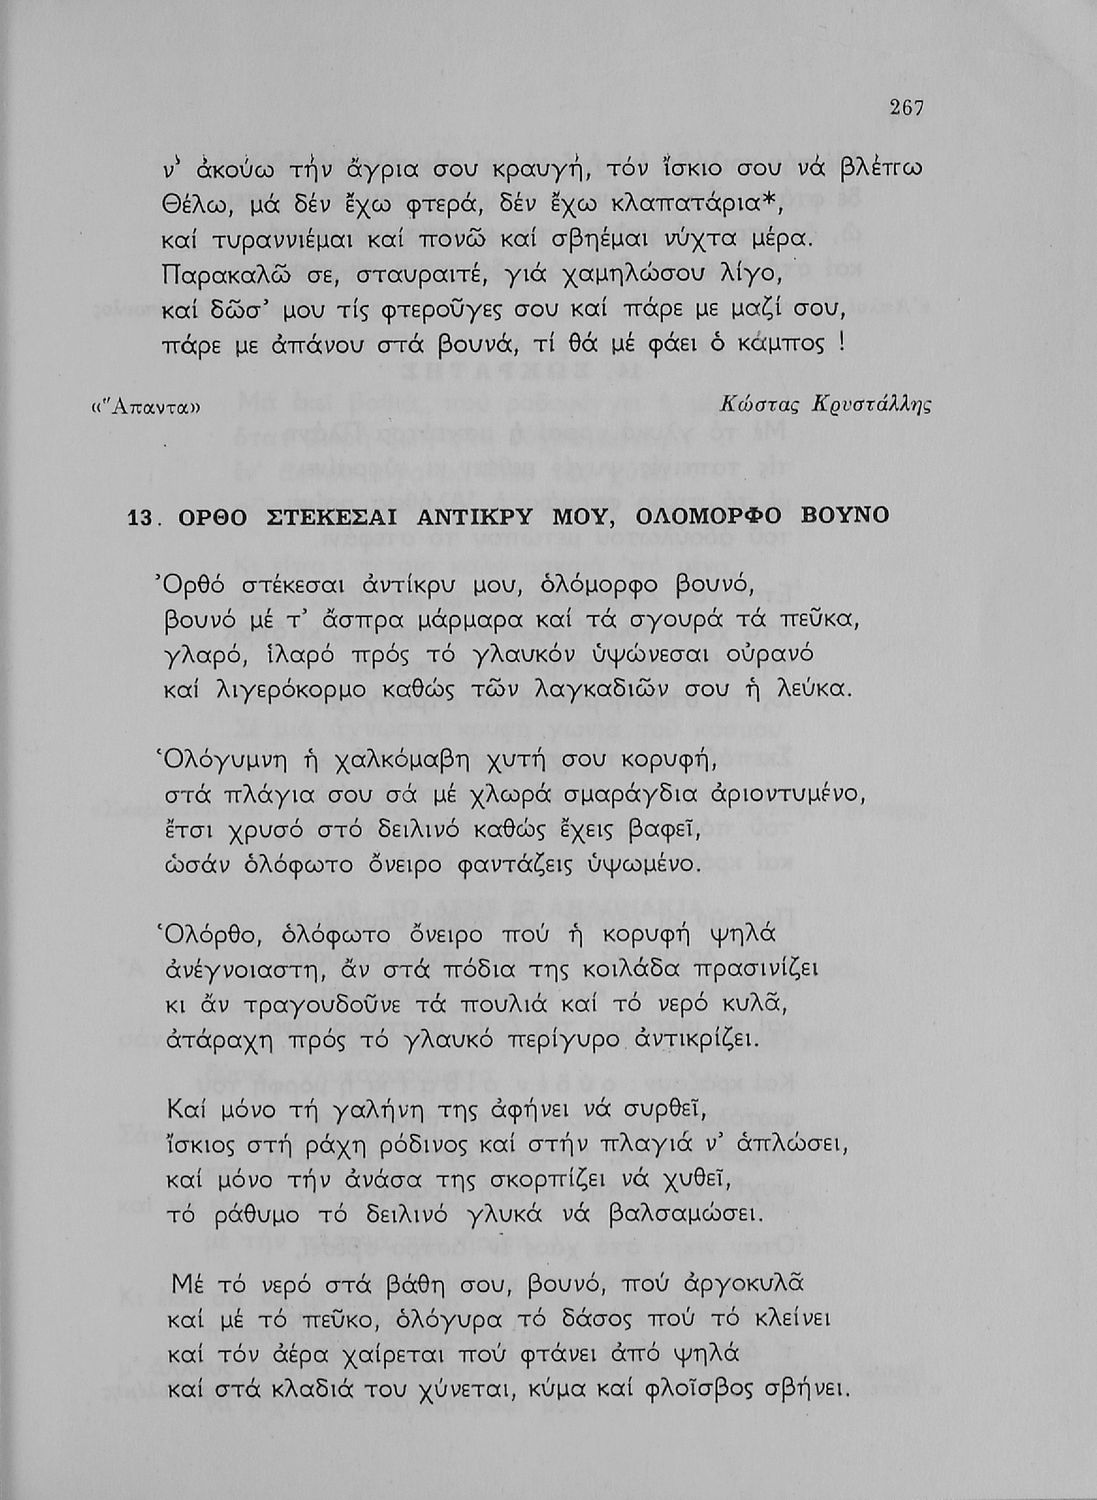 267
ν' ἀκούω τήν ἄγρια σου κραυγή, τόν ἴσκιο σου νά βλέπω
Θέλω, μά δέν ἔχω φτερά, δέν ἔχω κλαπατάρια*,
καί τυραννιέμαι καί πονῶ καί σβηέμαι νύχτα μέρα.
Παρακαλῶ σε, σταυραιτέ, γιά χαμηλώσου λίγο,
καί δῶσ' μου τίς φτεροῦγες σου καί πάρε με μαζί σου,
πάρε με ἀπάνου στά βουνά, τί θά μέ φάει ὁ κάμπος !
«Ἅπαντα» Κώστας Κρυστάλλης
13. ΟΡΘΟ ΣΤΕΚΕΣΑΙ ΑΝΤΙΚΡΥ ΜΟΥ, ΟΛΟΜΟΡΦΟ ΒΟΥΝΟ
Ὀρθό στέκεσαι ἀντίκρυ μου, ὁλόμορφο βουνό,
βουνό μέ τ' ἄσπρα μάρμαρα καί τά σγουρά τά πεῦκα,
γλαρό, ἱλαρό πρός τό γλαυκόν ὑψώνεσαι οὐρανό
καί λιγερόκορμο καθώς τῶν λαγκαδιῶν σου ἡ λεύκα.
Ὁλόγυμνη ἡ χαλκόμαβη χυτή σου κορυφή,
στά πλάγια σου σά μέ χλωρά σμαράγδια ἀριοντυμένο,
ἔτσι χρυσό στό δειλινό καθώς ἔχεις βαφεῖ,
ὡσάν ὁλόφωτο ὄνειρο φαντάζεις ὑψωμένο.
Ὁλόρθο, ὁλόφωτο ὄνειρο πού ἡ κορυφή ψηλά
ἀνέγνοιαστη, ἄν στά πόδια της κοιλάδα πρασινίζει
κι ἄν τραγουδοῦνε τά πουλιά καί τό νερό κυλᾶ,
ἀτάραχη πρός τό γλαυκό περίγυρο ἀντικρίζει.
Καί μόνο τή γαλήνη της ἀφήνει νά συρθεῖ,
ἴσκιος στή ράχη ρόδινος καί στήν πλαγιά ν' ἁπλώσει,
καί μόνο τήν ἀνάσα της σκορπίζει νά χυθεῖ,
τό ράθυμο τό δειλινό γλυκά νά βαλσαμώσει.
Μέ τό νερό στά βάθη σου, βουνό, πού ἀργοκυλᾶ
καί μέ τό πεῦκο, ὁλόγυρα τό δάσος πού τό κλείνει
καί τόν ἀέρα χαίρεται πού φτάνει ἀπό ψηλά
καί στά κλαδιά του χύνεται, κύμα καί φλοῖσβος σβήνει.